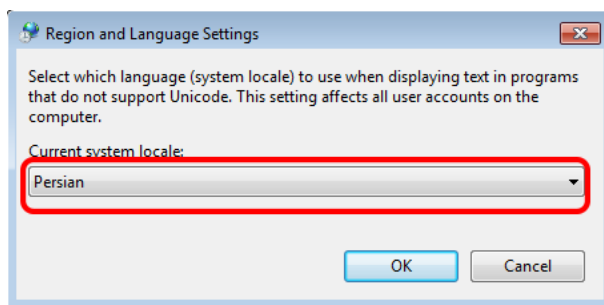 Region and Language Settings
Select which language (system locale) to use when displaying text in programs
that do not support Unicode. This setting affects all user accounts on the
computer.
Current system locale:
Persian
OK
Cancel